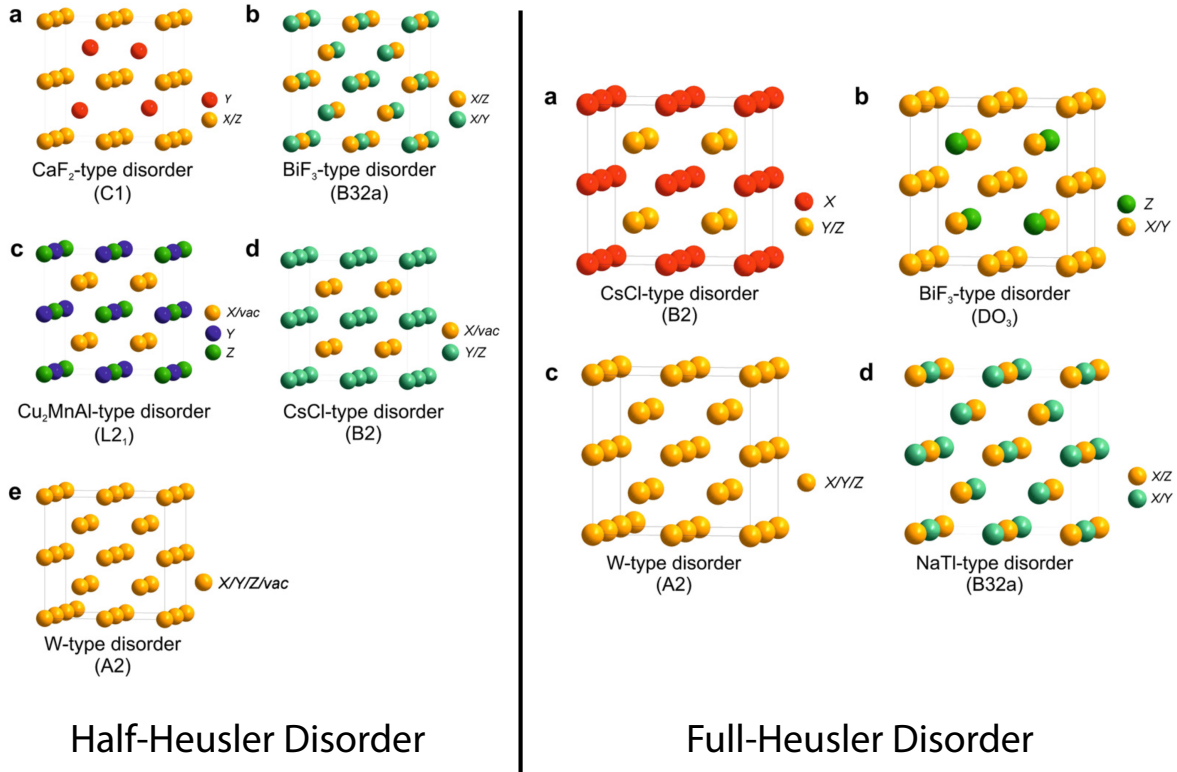 a
Y
X/Z
CaF₂-type disorder
(C1)
b
X/Z
X/Y
BiF₃-type disorder
(B32a)
c
X/vac
Y
Z
Cu₂MnAl-type disorder
(L2₁)
d
X/vac
Y/Z
CsCl-type disorder
(B2)
e
X/Y/Z/vac
W-type disorder
(A2)
Half-Heusler Disorder
a
X
Y/Z
CsCl-type disorder
(B2)
b
Z
X/Y
BiF₃-type disorder
(DO₃)
c
X/Y/Z
W-type disorder
(A2)
d
X/Z
X/Y
NaTl-type disorder
(B32a)
Full-Heusler Disorder